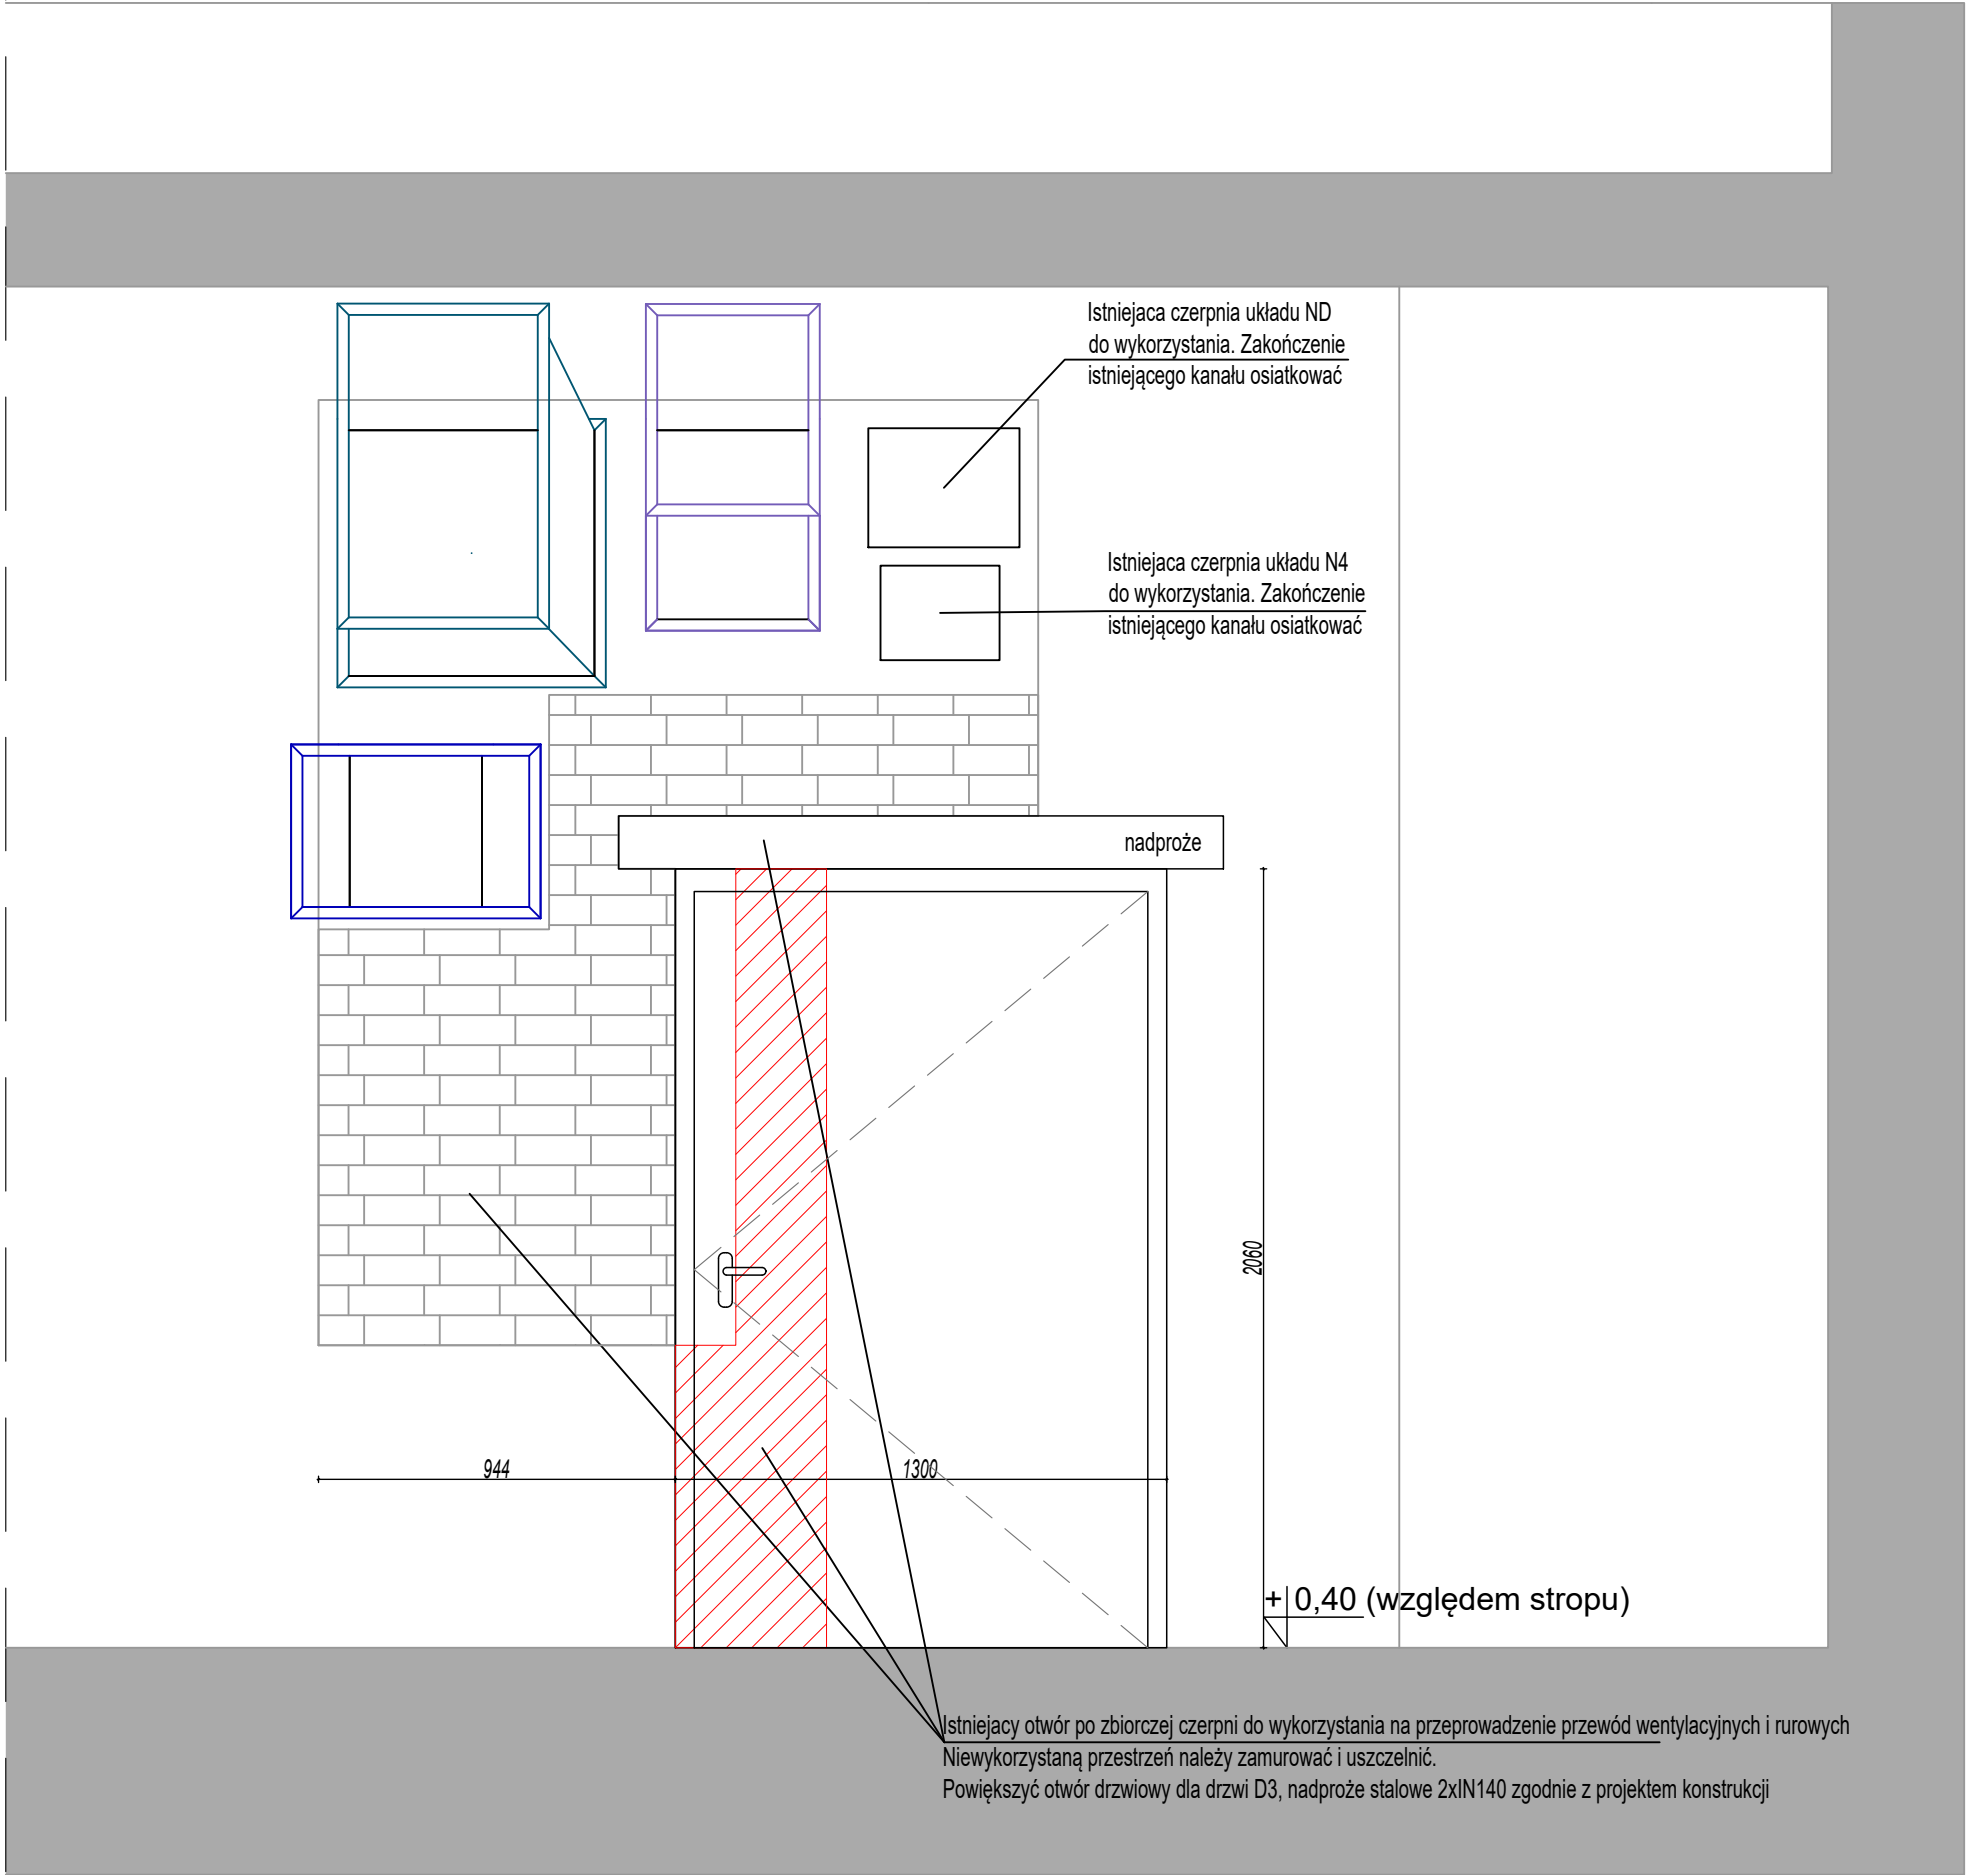 Istniejaca czerpnia układu ND
do wykorzystania. Zakończenie
istniejącego kanału osiatkować
Istniejaca czerpnia układu N4
do wykorzystania. Zakończenie
istniejącego kanału osiatkować
nadproże
2060
944
1300
+ 0,40 (względem stropu)
Istniejacy otwór po zbiorczej czerpni do wykorzystania na przeprowadzenie przewód wentylacyjnych i rurowych
Niewykorzystaną przestrzeń należy zamurować i uszczelnić.
Powiększyć otwór drzwiowy dla drzwi D3, nadproże stalowe 2xIN140 zgodnie z projektem konstrukcji